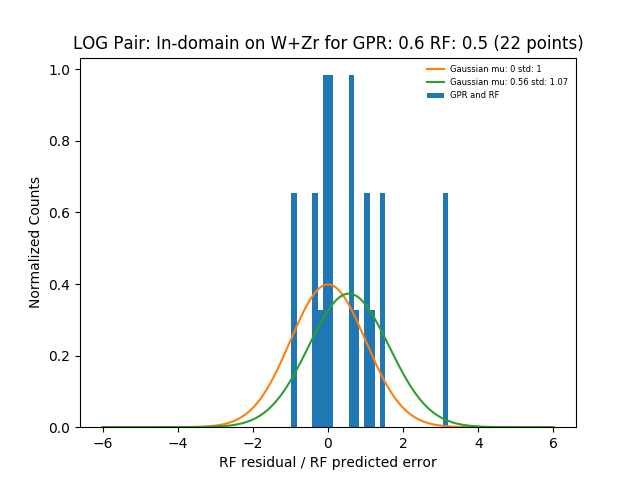 LOG Pair: In-domain on W+Zr for GPR: 0.6 RF: 0.5 (22 points)
Gaussian mu: 0 std: 1
Gaussian mu: 0.56 std: 1.07
GPR and RF
Normalized Counts
1.0
0.8
0.6
0.4
0.2
0.0
−6 −4 −2 0 2 4 6
RF residual / RF predicted error